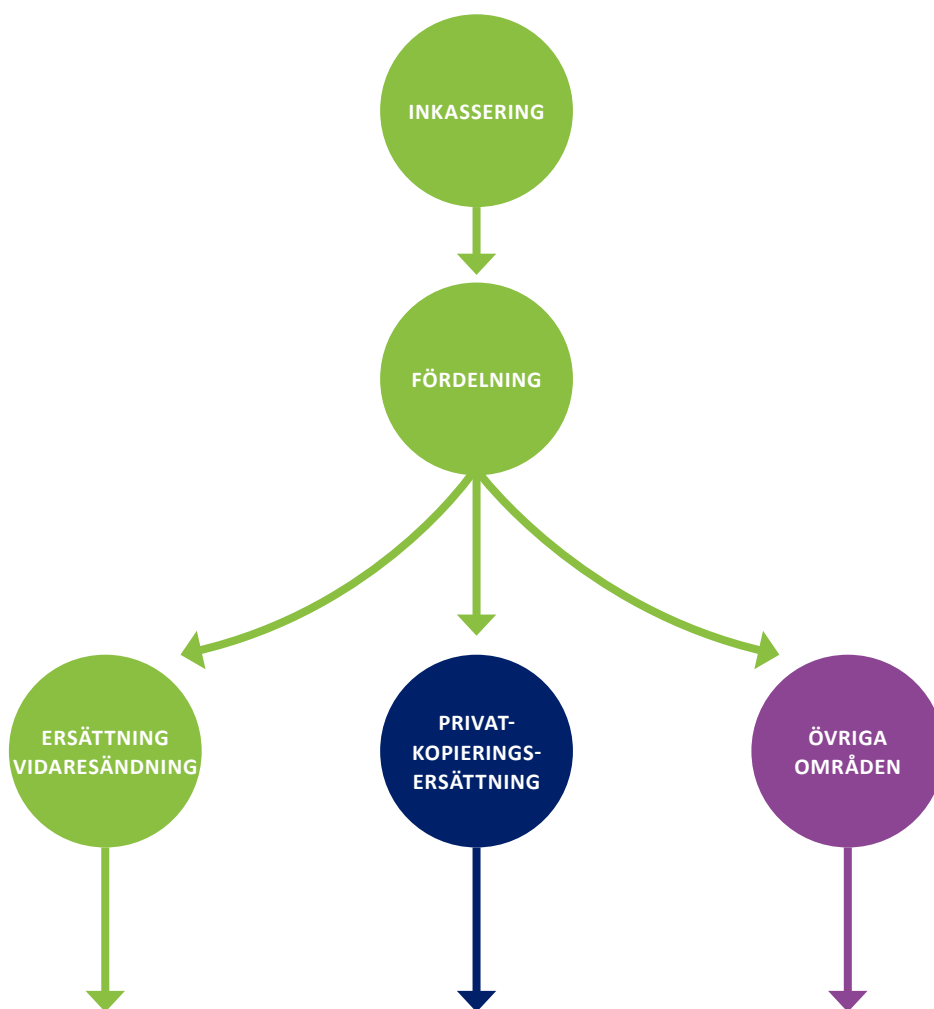 INKASSERING
FÖRDELNING
ERSÄTTNING
VIDARESÄNDNING
PRIVAT-
KOPIERINGS-
ERSÄTTNING
ÖVRIGA
OMRÅDEN